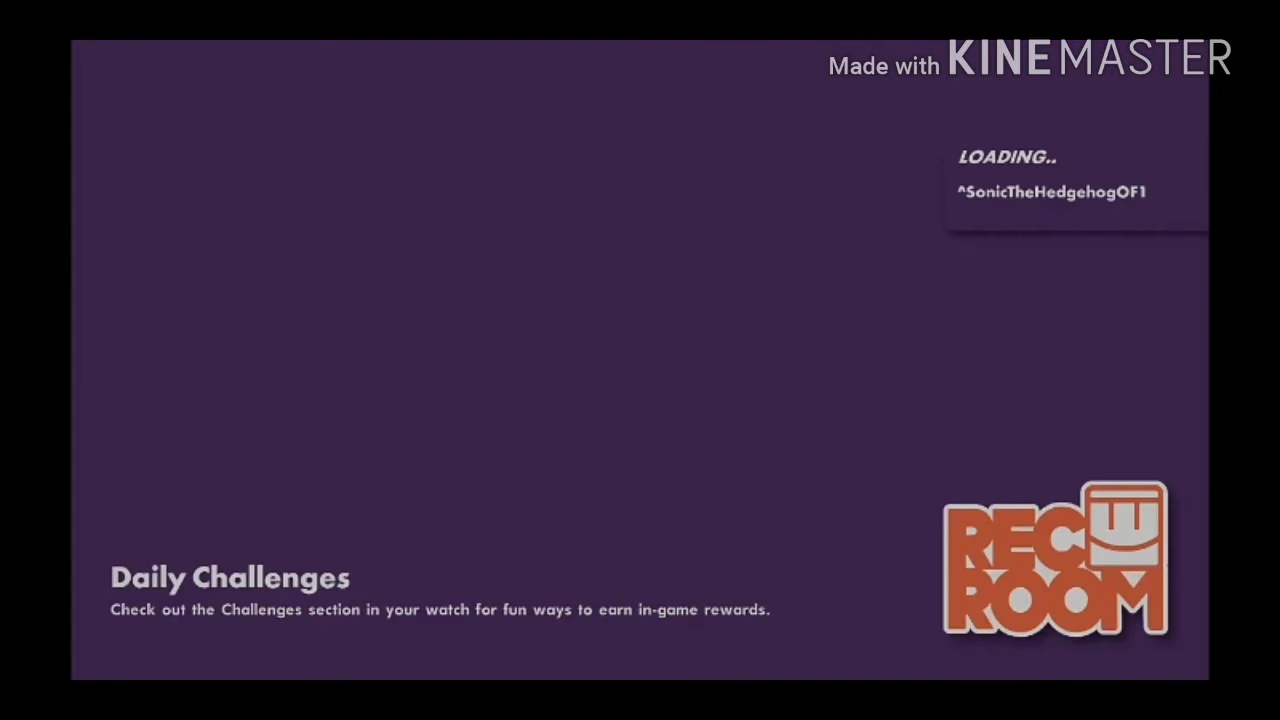 Made with KINEMASTER
LOADING..
^SonicTheHedgehogOF1
REC
ROOM
Daily Challenges
Check out the Challenges section in your watch for fun ways to earn in-game rewards.